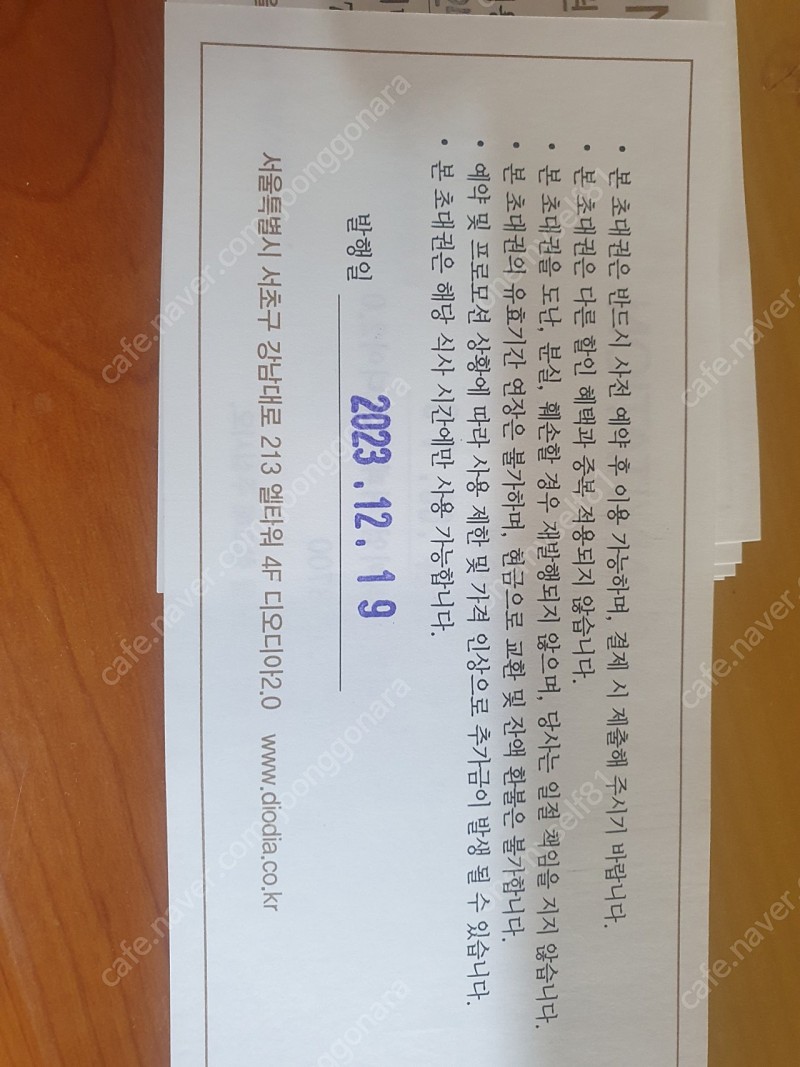 • 본 초대권은 반드시 사전 예약 후 이용 가능하며, 결제 시 제출해 주시기 바랍니다.
• 본 초대권은 다른 할인 혜택과 중복 적용되지 않습니다.
• 본 초대권을 도난, 분실, 훼손할 경우 재발행되지 않으며, 당사는 일절 책임을 지지 않습니다.
• 본 초대권의 유효기간 연장은 불가하며, 현금으로 교환 및 잔액 환불은 불가합니다.
• 예약 및 프로모션 상황에 따라 사용 제한 및 가격 인상으로 추가금이 발생 될 수 있습니다.
• 본 초대권은 해당 식사 시간에만 사용 가능합니다.
발행일 2023.12.19
서울특별시 서초구 강남대로 213 엘타워 4F 디오디아2.0 www.diodia.co.kr